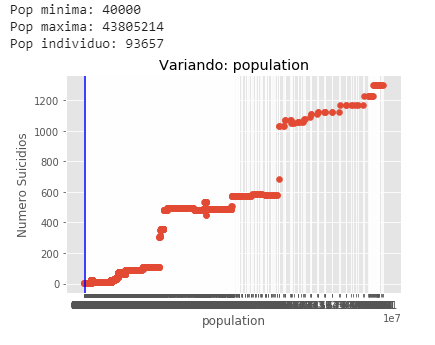 Pop minima: 40000
Pop maxima: 43805214
Pop individuo: 93657
Variando: population
1200
1000
800
600
400
200
0
Numero Suicidios
1e7
population